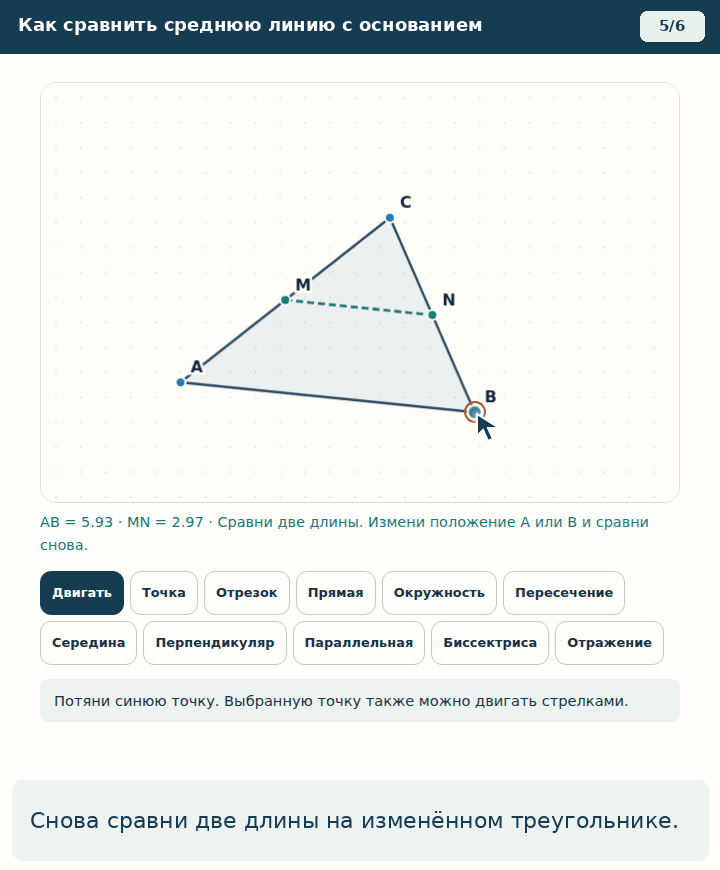 Как сравнить среднюю линию с основанием
5/6
C
M
N
A
B
AB = 5.93 · MN = 2.97 · Сравни две длины. Измени положение A или B и сравни
снова.
Двигать
Точка
Отрезок
Прямая
Окружность
Пересечение
Середина
Перпендикуляр
Параллельная
Биссектриса
Отражение
Потяни синюю точку. Выбранную точку также можно двигать стрелками.
Снова сравни две длины на изменённом треугольнике.